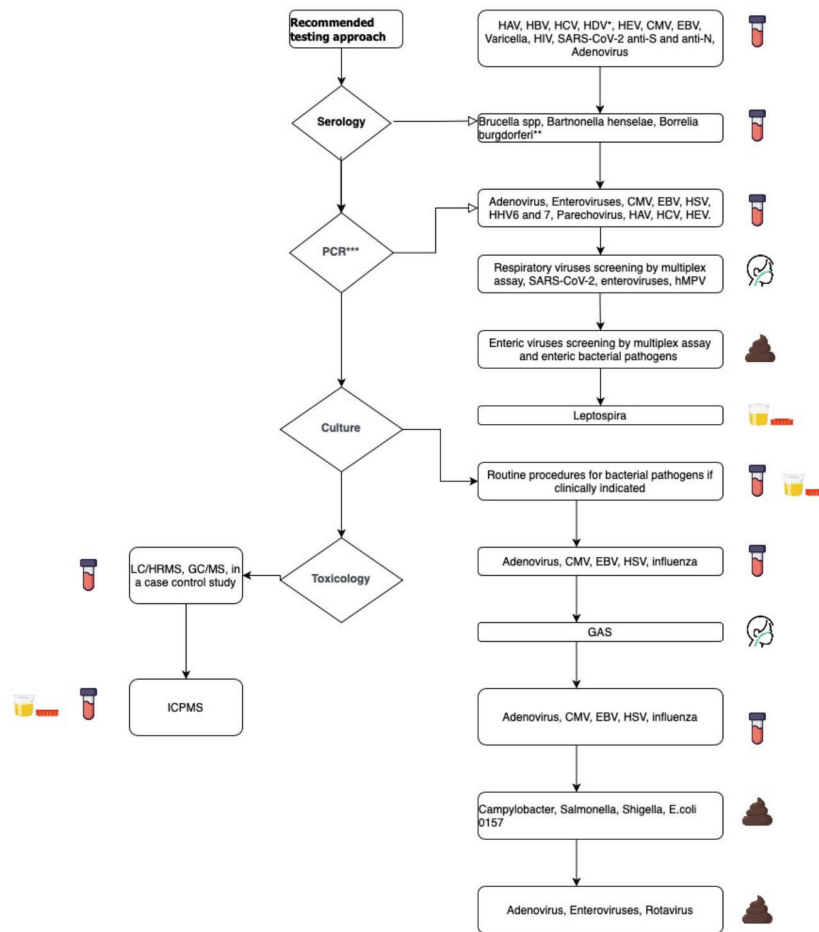 Recommended
testing approach
HAV, HBV, HCV, HDV*, HEV, CMV, EBV,
Varicella, HIV, SARS-CoV-2 anti-S and anti-N,
Adenovirus
Serology
Brucella spp, Bartnonella henselae, Borrelia
burgdorferi**
Adenovirus, Enteroviruses, CMV, EBV, HSV,
HHV6 and 7, Parechovirus, HAV, HCV, HEV.
PCR***
Respiratory viruses screening by multiplex
assay, SARS-CoV-2, enteroviruses, hMPV
Enteric viruses screening by multiplex assay
and enteric bacterial pathogens
Leptospira
Culture
Routine procedures for bacterial pathogens if
clinically indicated
Adenovirus, CMV, EBV, HSV, influenza
Toxicology
LC/HRMS, GC/MS, in
a case control study
GAS
ICPMS
Adenovirus, CMV, EBV, HSV, influenza
Campylobacter, Salmonella, Shigella, E.coli
0157
Adenovirus, Enteroviruses, Rotavirus